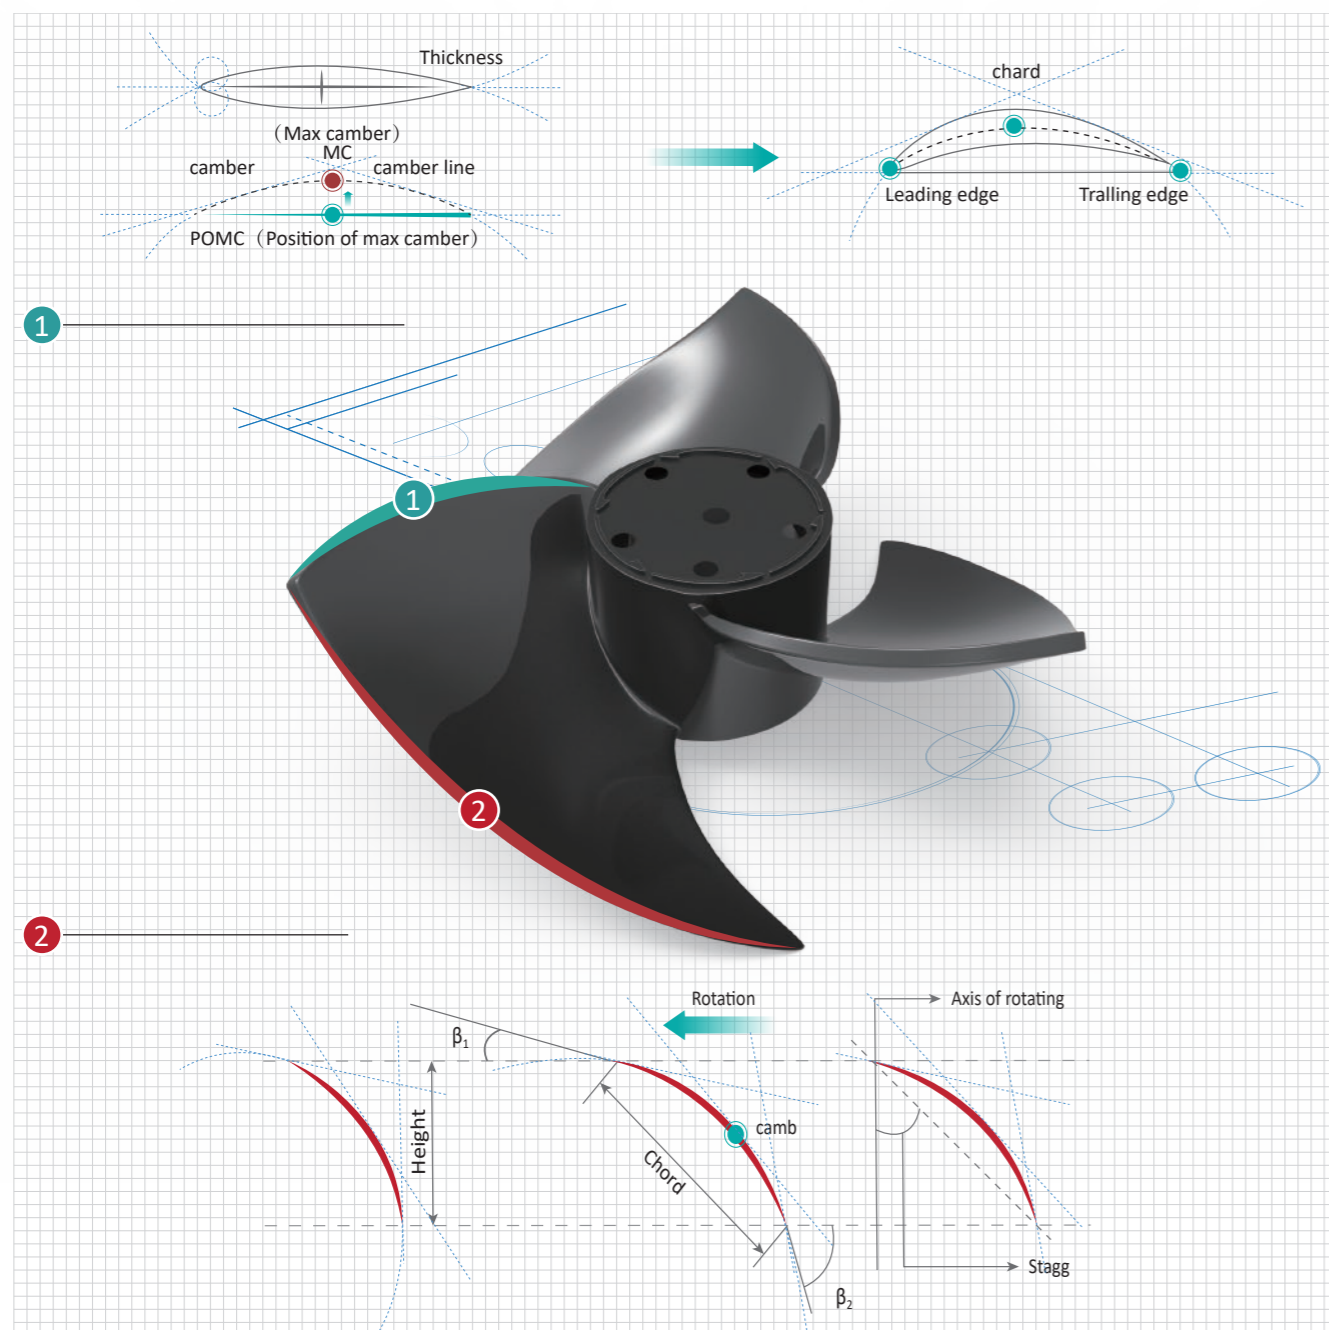 Thickness
（Max camber）
MC
camber
camber line
POMC（Position of max camber）
chard
Leading edge
Tralling edge
1
1
2
2
Rotation
Axis of rotating
β1
Height
camb
Chord
Stagg
β2